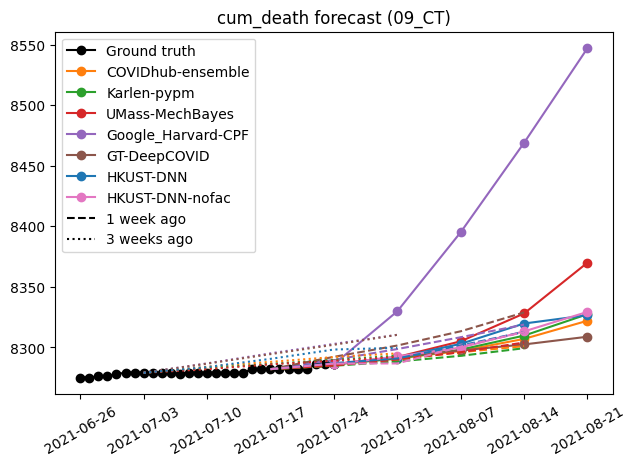 cum_death forecast (09_CT)
8550
8500
8450
8400
8350
8300
Ground truth
COVIDhub-ensemble
Karlen-pypm
UMass-MechBayes
Google_Harvard-CPF
GT-DeepCOVID
HKUST-DNN
HKUST-DNN-nofac
1 week ago
3 weeks ago
2021-06-26
2021-07-03
2021-07-10
2021-07-17
2021-07-24
2021-07-31
2021-08-07
2021-08-14
2021-08-21